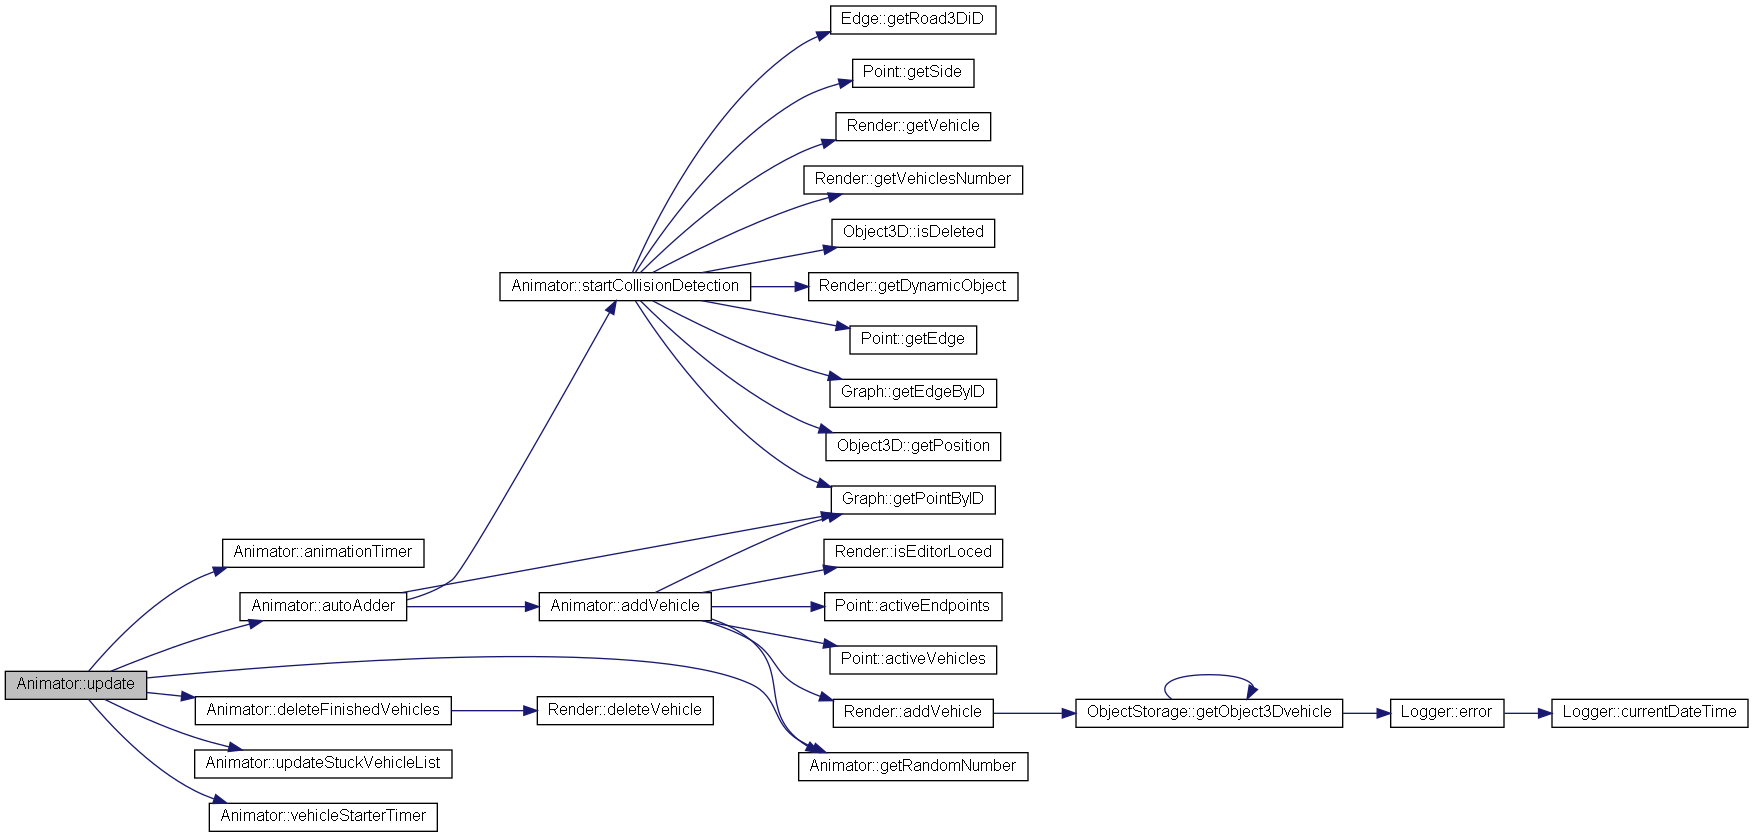 Edge::getRoad3DiD
Point::getSide
Render::getVehicle
Render::getVehiclesNumber
Object3D::isDeleted
Animator::startCollisionDetection
Render::getDynamicObject
Point::getEdge
Graph::getEdgeByID
Object3D::getPosition
Graph::getPointByID
Animator::animationTimer
Render::isEditorLoced
Animator::autoAdder
Animator::addVehicle
Point::activeEndpoints
Point::activeVehicles
Animator::update
Animator::deleteFinishedVehicles
Render::deleteVehicle
Render::addVehicle
ObjectStorage::getObject3Dvehicle
Logger::error
Logger::currentDateTime
Animator::updateStuckVehicleList
Animator::getRandomNumber
Animator::vehicleStarterTimer